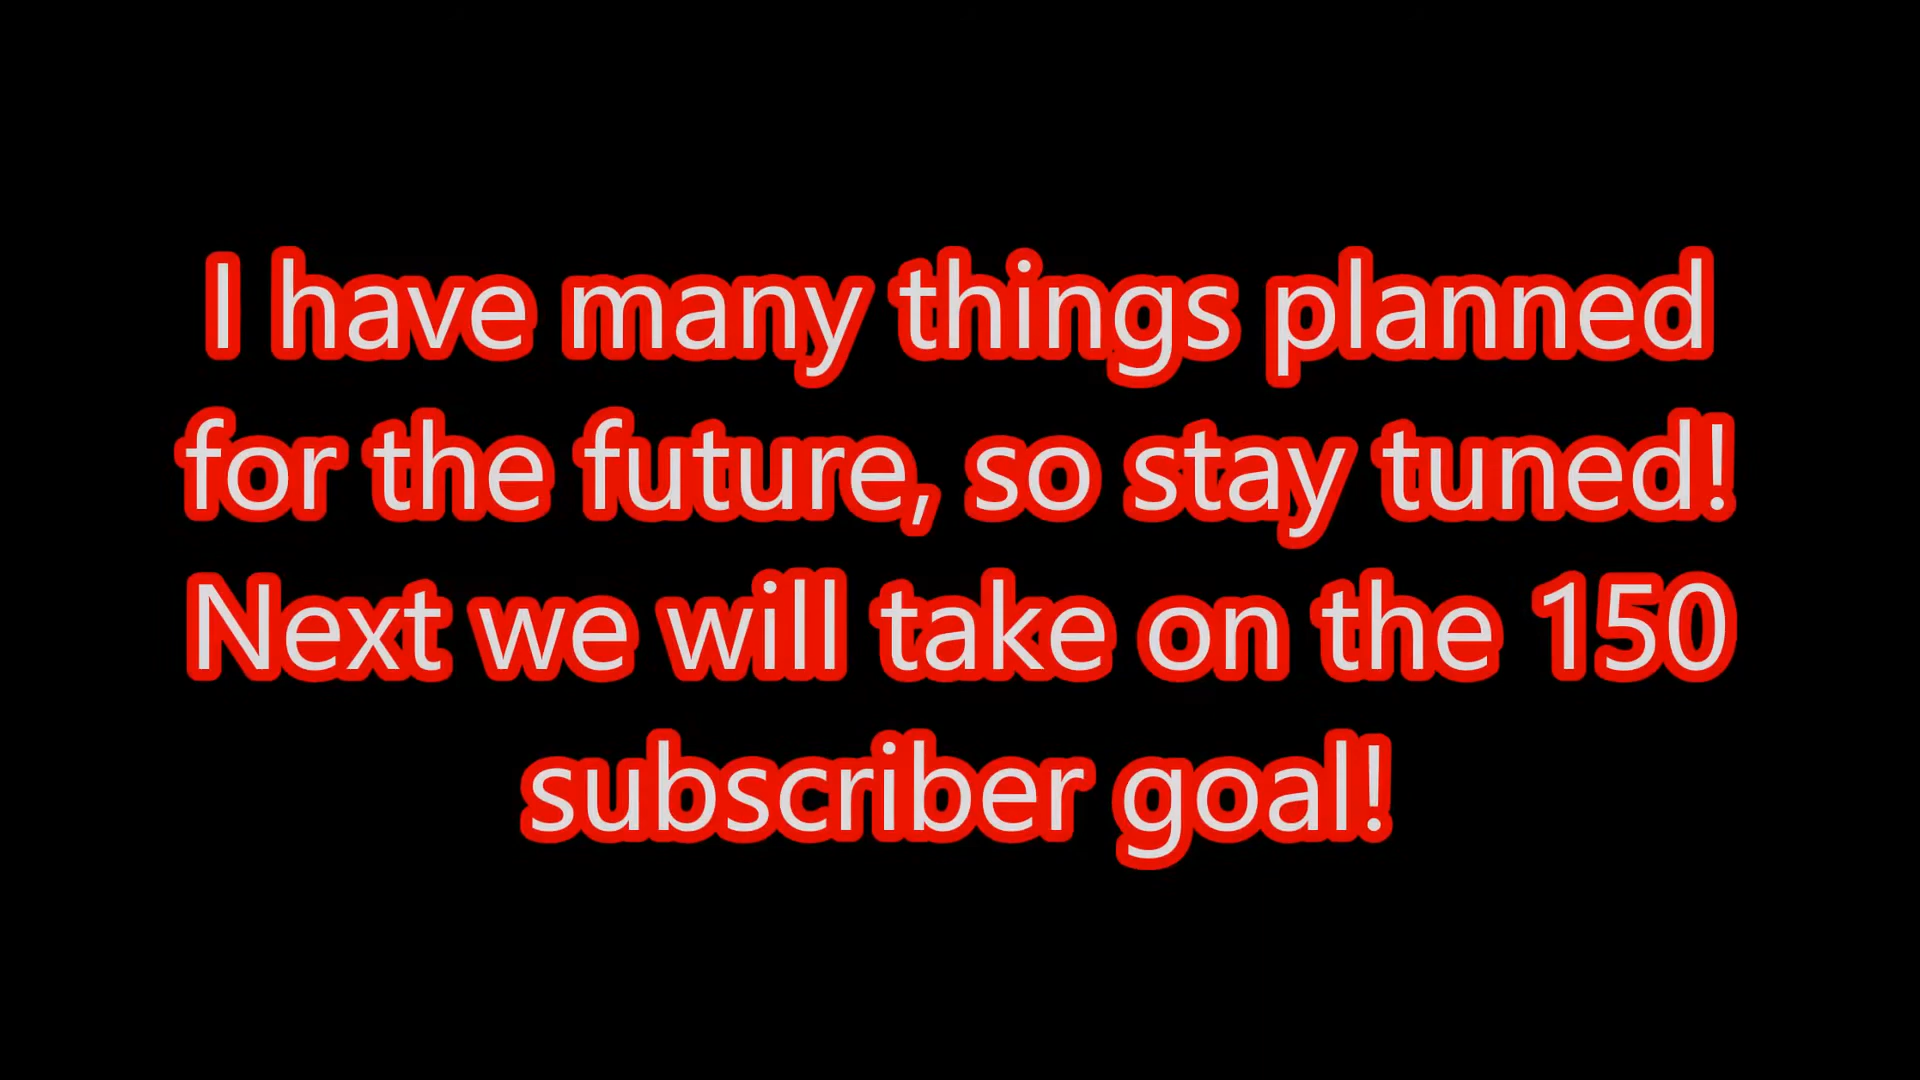 I have many things planned
for the future, so stay tuned!
Next we will take on the 150
subscriber goal!